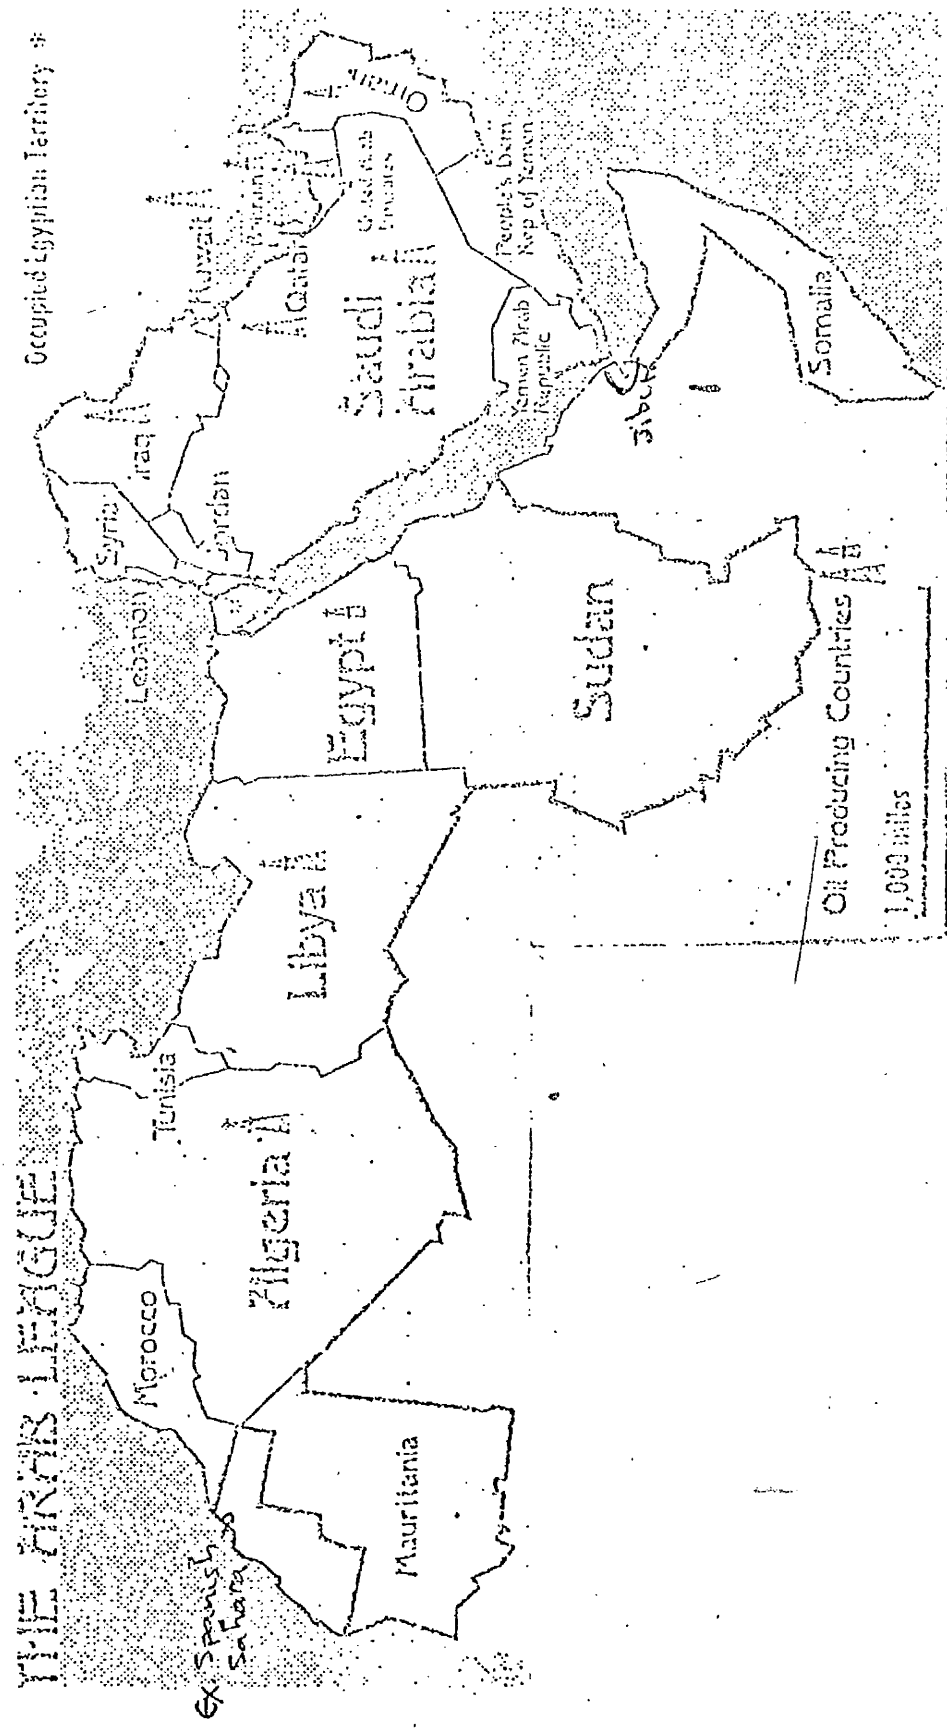 THE ARAB LEAGUE
Occupied Egyptian Territory *
Ex Spanish
Sahara
Morocco
Mauritania
Algeria
Tunisia
Libya
Egypt
Sudan
Lebanon
Syria
Iraq
Jordan
Kuwait
Bahrain
Qatar
Saudi
Arabia
United Arab
Emirates
Oman
Yemen Arab
Republic
People's Dem.
Rep of Yemen
Somalia
Oil Producing Countries
1,000 miles